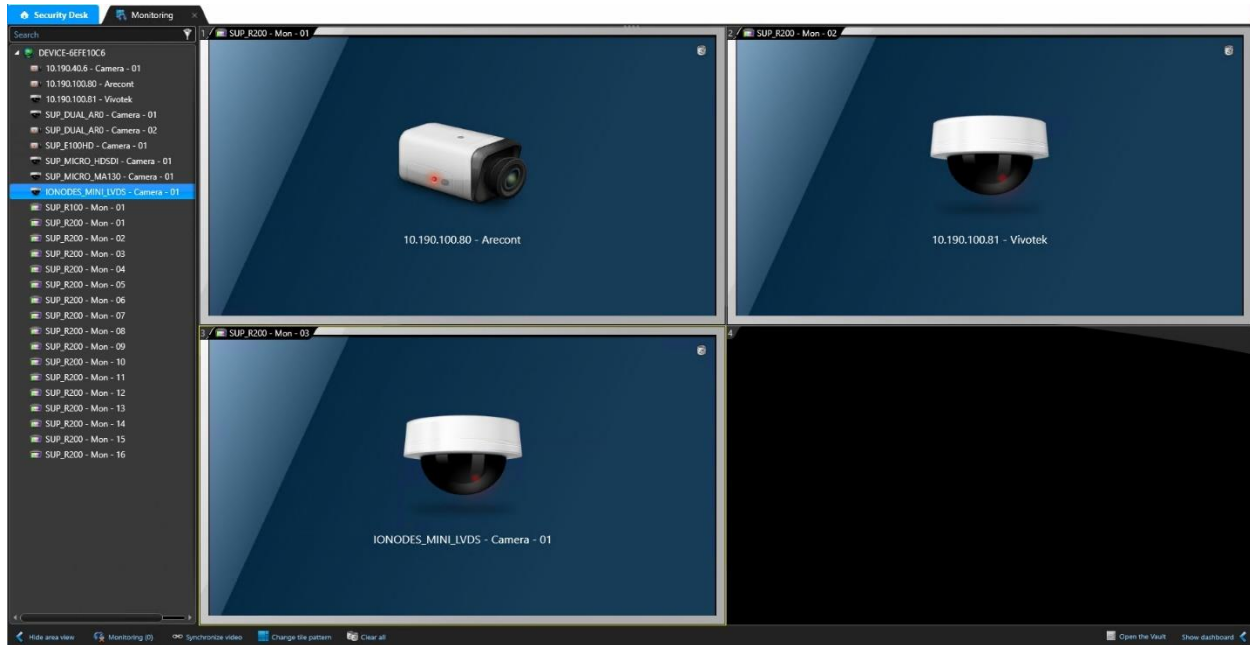 Security Desk
Monitoring
Search
DEVICE-6EFE10C6
10.190.40.6 - Camera - 01
10.190.100.80 - Arecont
10.190.100.81 - Vivotek
SUP_DUAL_AR0 - Camera - 01
SUP_DUAL_AR0 - Camera - 02
SUP_E100HD - Camera - 01
SUP_MICRO_HDSDI - Camera - 01
SUP_MICRO_MA130 - Camera - 01
IONODES_MINI_LVDS - Camera - 01
SUP_R100 - Mon - 01
SUP_R200 - Mon - 01
SUP_R200 - Mon - 02
SUP_R200 - Mon - 03
SUP_R200 - Mon - 04
SUP_R200 - Mon - 05
SUP_R200 - Mon - 06
SUP_R200 - Mon - 07
SUP_R200 - Mon - 08
SUP_R200 - Mon - 09
SUP_R200 - Mon - 10
SUP_R200 - Mon - 11
SUP_R200 - Mon - 12
SUP_R200 - Mon - 13
SUP_R200 - Mon - 14
SUP_R200 - Mon - 15
SUP_R200 - Mon - 16
1 SUP_R200 - Mon - 01
10.190.100.80 - Arecont
2 SUP_R200 - Mon - 02
10.190.100.81 - Vivotek
3 SUP_R200 - Mon - 03
IONODES_MINI_LVDS - Camera - 01
4
Hide area view Monitoring (0) Synchronize video Change tile pattern Clear all Open the Vault Show dashboard